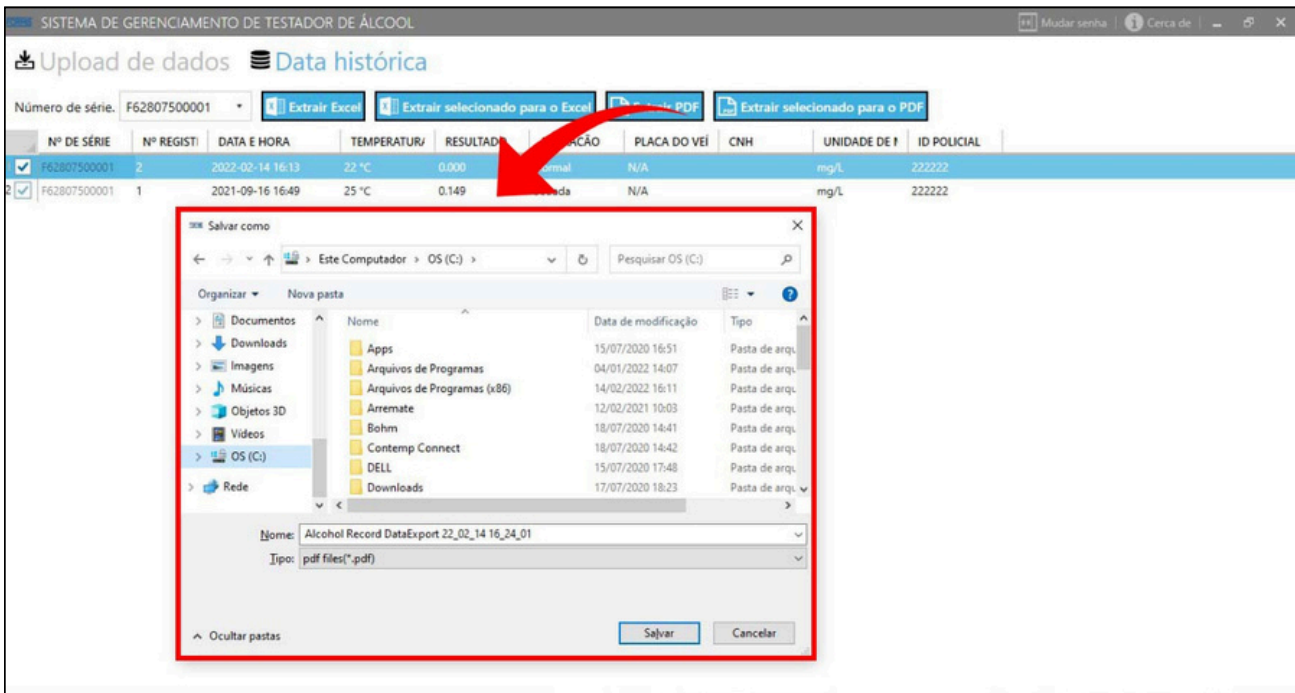 SISTEMA DE GERENCIAMENTO DE TESTADOR DE ÁLCOOL Mudar senha Cerca de
Upload de dados Data histórica
Número de série. F62807500001 Extrair Excel Extrair selecionado para o Excel PDF Extrair selecionado para o PDF
Nº DE SÉRIE Nº REGISTI DATA E HORA TEMPERATUR/ RESULTADO PLACA DO VEÍ CNH UNIDADE DE ID POLICIAL
F62807500001 2 2022-02-14 16:13 22 °C 0.000 N/A mg/L 222222
2 F62807500001 1 2021-09-16 16:49 25 °C 0.149 N/A mg/L 222222
Salvar como
Este Computador > OS (C:) > Pesquisar OS (C:)
Organizar Nova pasta
Documentos Nome Data de modificação Tipo
Downloads Apps 15/07/2020 16:51 Pasta de arqu
Imagens Arquivos de Programas 04/01/2022 14:07 Pasta de arqu
Músicas Arquivos de Programas (x86) 14/02/2022 16:11 Pasta de arqu
Objetos 3D Arremate 12/02/2021 10:03 Pasta de arqu
Vídeos Bohm 18/07/2020 14:41 Pasta de arqu
OS (C:) Contemp Connect 18/07/2020 14:42 Pasta de arqu
DELL 15/07/2020 17:48 Pasta de arqu
Rede Downloads 17/07/2020 18:23 Pasta de arqu
Nome: Alcohol Record DataExport 22_02_14 16_24_01
Tipo: pdf files(*.pdf)
Ocultar pastas Salvar Cancelar